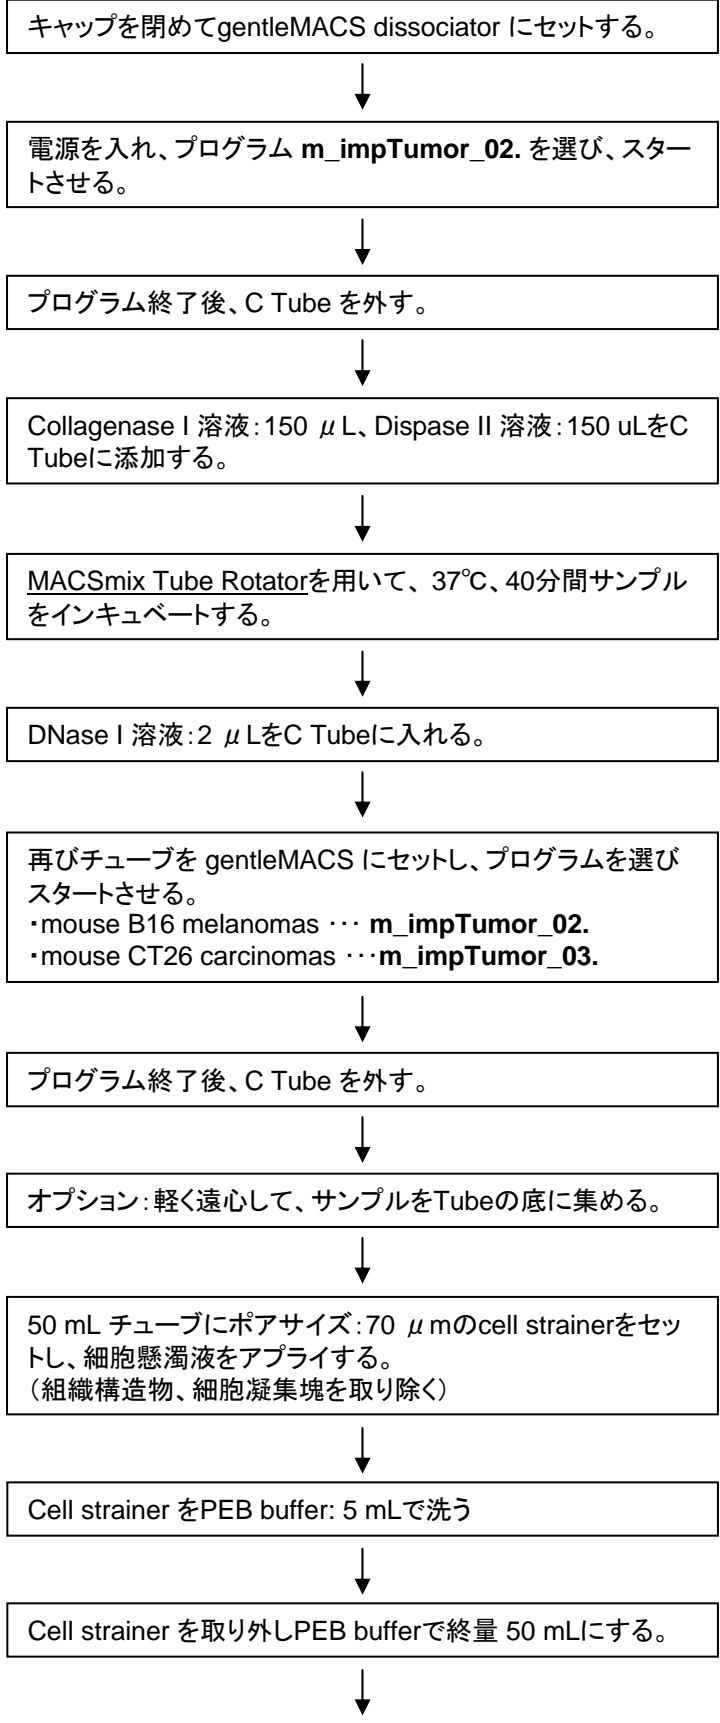 キャップを閉めてgentleMACS dissociator にセットする。
電源を入れ、プログラム m_impTumor_02. を選び、スター
トさせる。
プログラム終了後、C Tube を外す。
Collagenase I 溶液：150 μL、Dispase II 溶液：150 uLをC
Tubeに添加する。
MACSmix Tube Rotatorを用いて、37℃、40分間サンプル
をインキュベートする。
DNase I 溶液：2 μLをC Tubeに入れる。
再びチューブを gentleMACS にセットし、プログラムを選び
スタートさせる。
・mouse B16 melanomas ・・・ m_impTumor_02.
・mouse CT26 carcinomas ・・・m_impTumor_03.
プログラム終了後、C Tube を外す。
オプション：軽く遠心して、サンプルをTubeの底に集める。
50 mL チューブにポアサイズ：70 μmのcell strainerをセッ
トし、細胞懸濁液をアプライする。
（組織構造物、細胞凝集塊を取り除く）
Cell strainer をPEB buffer: 5 mLで洗う
Cell strainer を取り外しPEB bufferで終量 50 mLにする。